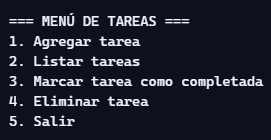 === MENÚ DE TAREAS ===
1. Agregar tarea
2. Listar tareas
3. Marcar tarea como completada
4. Eliminar tarea
5. Salir